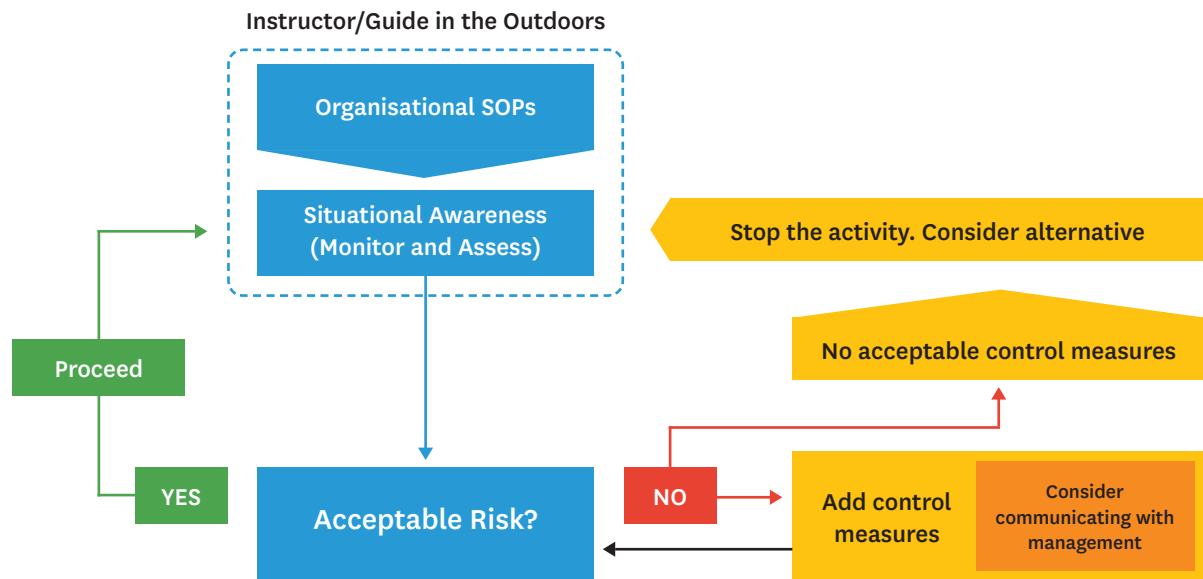 Instructor/Guide in the Outdoors
Organisational SOPs
Situational Awareness
(Monitor and Assess)
Stop the activity. Consider alternative
No acceptable control measures
Proceed
YES
Acceptable Risk?
NO
Add control
measures
Consider
communicating with
management